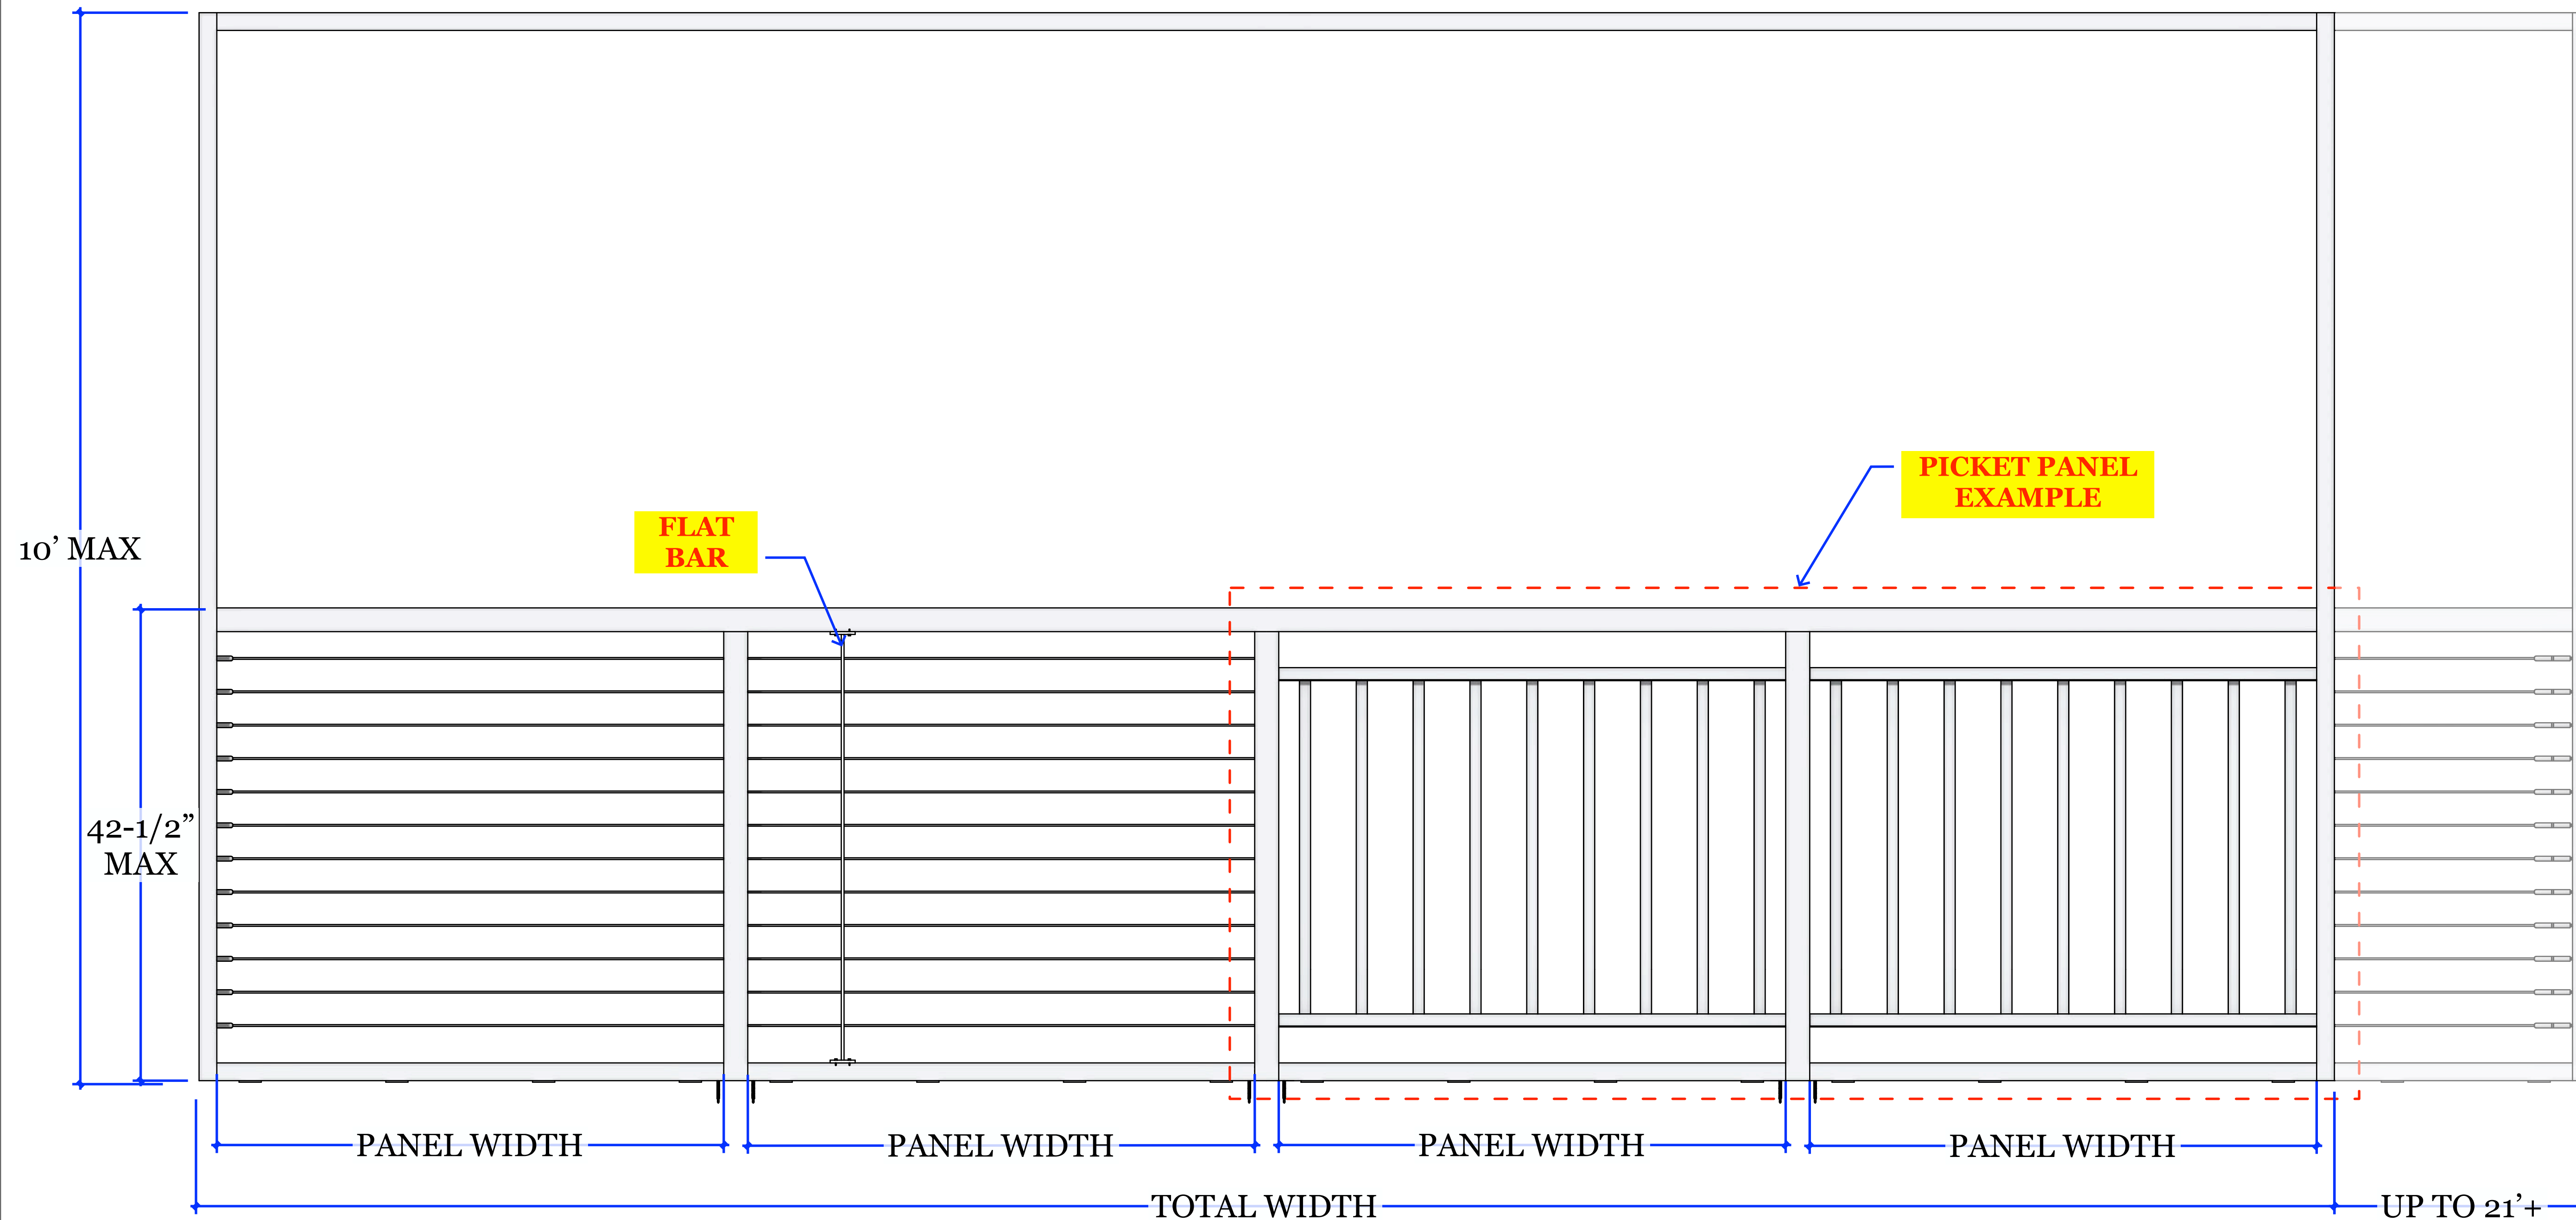 PICKET PANEL
EXAMPLE
FLAT
BAR
10’ MAX
42-1/2”
MAX
PANEL WIDTH
PANEL WIDTH
PANEL WIDTH
PANEL WIDTH
TOTAL WIDTH
UP TO 21’+